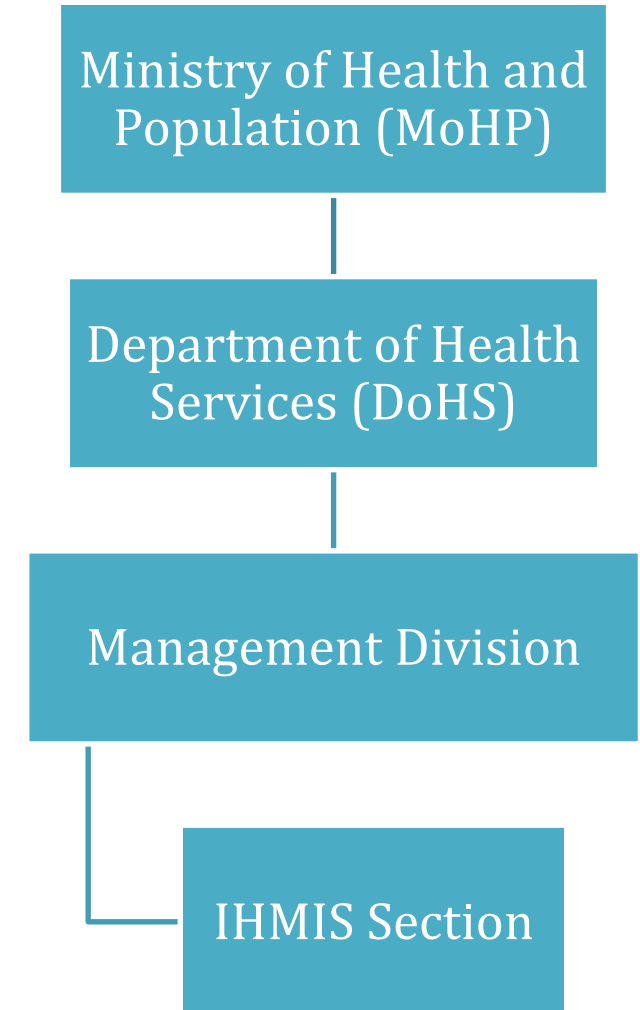 Ministry of Health and
Population (MoHP)
Department of Health
Services (DoHS)
Management Division
IHMIS Section